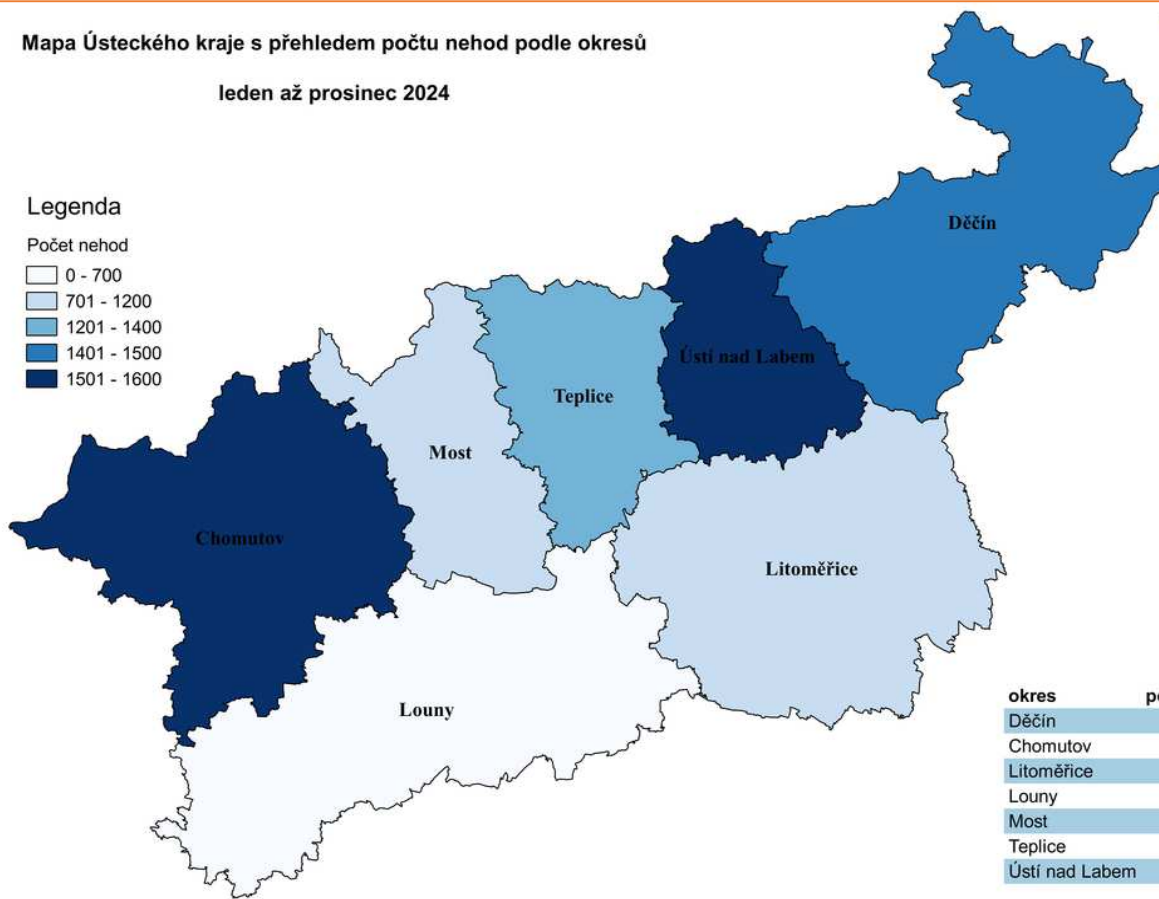 Mapa Ústeckého kraje s přehledem počtu nehod podle okresů
leden až prosinec 2024
Legenda
Počet nehod
0 - 700
701 - 1200
1201 - 1400
1401 - 1500
1501 - 1600
Děčín
Ústí nad Labem
Teplice
Most
Chomutov
Litoměřice
Louny
okres
Děčín
Chomutov
Litoměřice
Louny
Most
Teplice
Ústí nad Labem